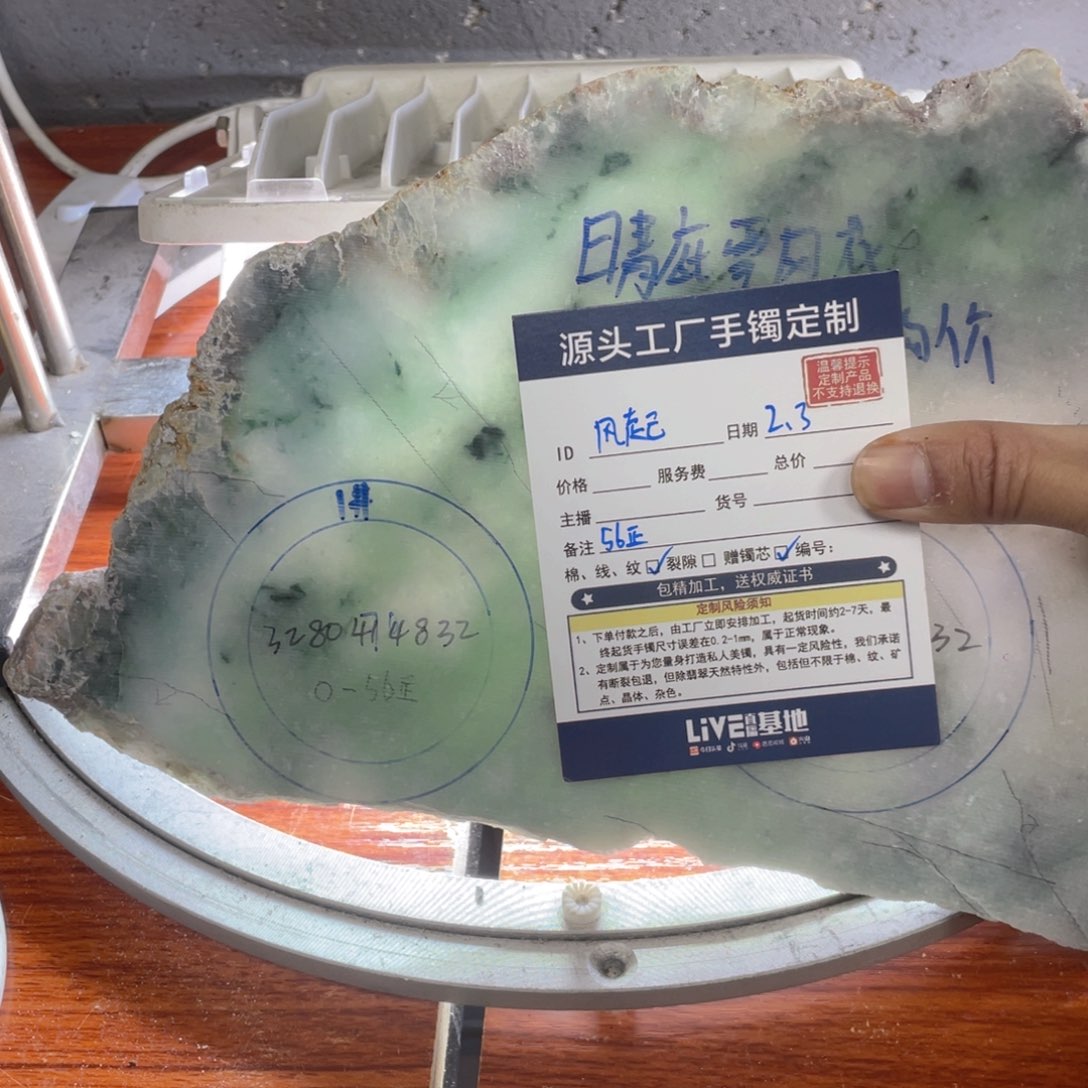 晴底
价
源头工厂手镯定制
温馨提示
定制产品
不支持退换
ID 风起 日期 2.3
价格 服务费 总价
主播 货号
备注 56正
棉、线、纹 裂隙 赠镯芯 编号:
包精加工，送权威证书
定制风险须知
1、下单付款之后，由工厂立即安排加工，起货时间约2-7天，最
终起货手镯尺寸误差在0.2-1mm，属于正常现象。
2、定制属于为您量身打造私人美镯，具有一定风险性，我们承诺
有断裂包退，但除翡翠天然特性外，包括但不限于棉、纹、矿
点、晶体、杂色。
LiVE直播基地
1#
0-56正
32